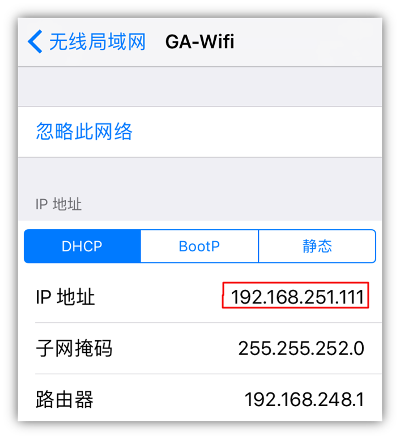 无线局域网 GA-Wifi
忽略此网络
IP 地址
DHCP BootP 静态
IP 地址 192.168.251.111
子网掩码 255.255.252.0
路由器 192.168.248.1